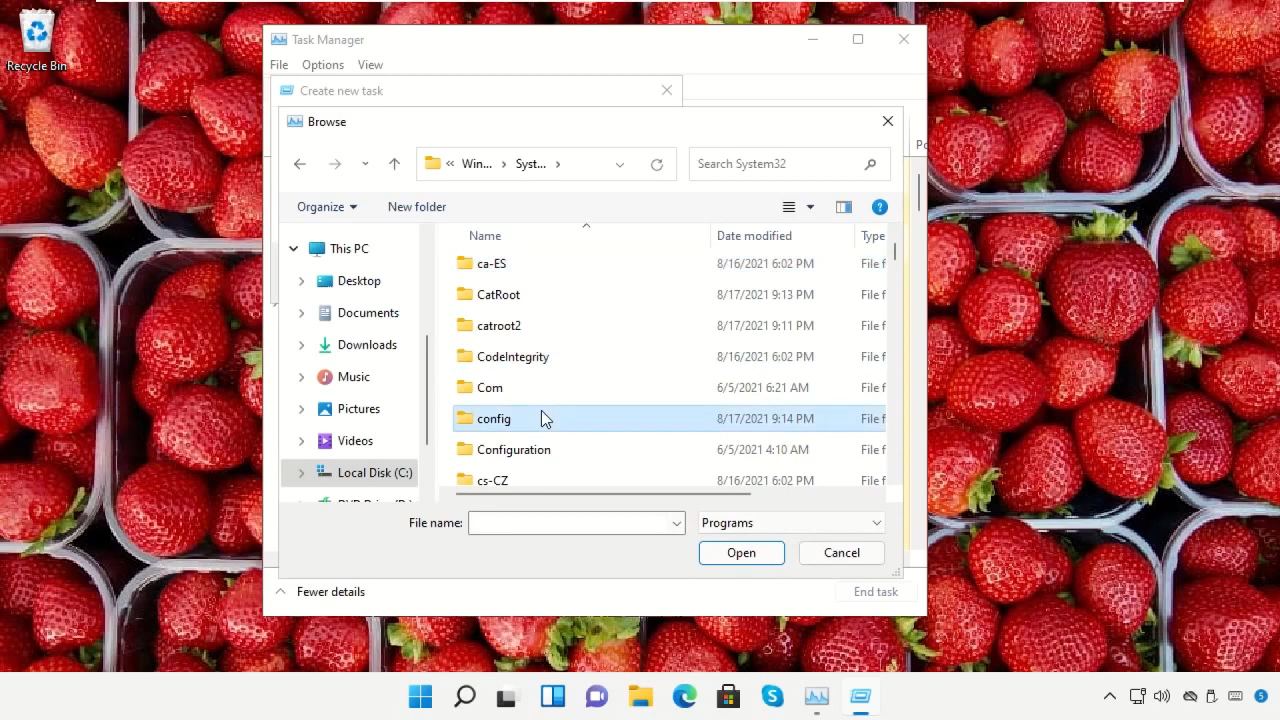 Recycle Bin
Task Manager
File Options View
Create new task
Browse
« Win... › Syst... ›
Search System32
Organize New folder
Name Date modified Type
This PC
Desktop
Documents
Downloads
Music
Pictures
Videos
Local Disk (C:)
ca-ES 8/16/2021 6:02 PM File f
CatRoot 8/17/2021 9:13 PM File f
catroot2 8/17/2021 9:11 PM File f
CodeIntegrity 8/16/2021 6:02 PM File f
Com 6/5/2021 6:21 AM File f
config 8/17/2021 9:14 PM File f
Configuration 6/5/2021 4:10 AM File f
cs-CZ 8/16/2021 6:02 PM File f
File name: Programs
Open Cancel
Fewer details End task
5